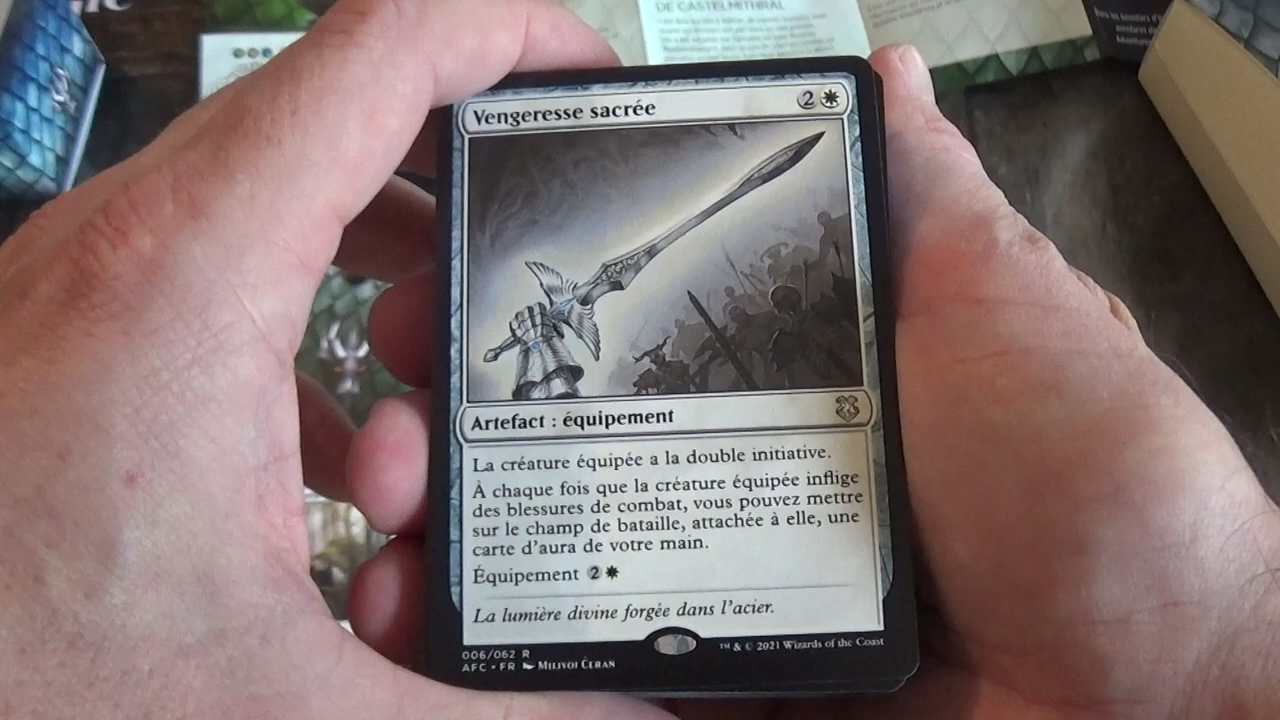 DE CASTELMITHRAL
Vengeresse sacrée 2
Artefact : équipement
La créature équipée a la double initiative.
À chaque fois que la créature équipée inflige
des blessures de combat, vous pouvez mettre
sur le champ de bataille, attachée à elle, une
carte d'aura de votre main.
Équipement 2
La lumière divine forgée dans l'acier.
006/062 R
AFC • FR Milivoj Ćeran
™ & © 2021 Wizards of the Coast